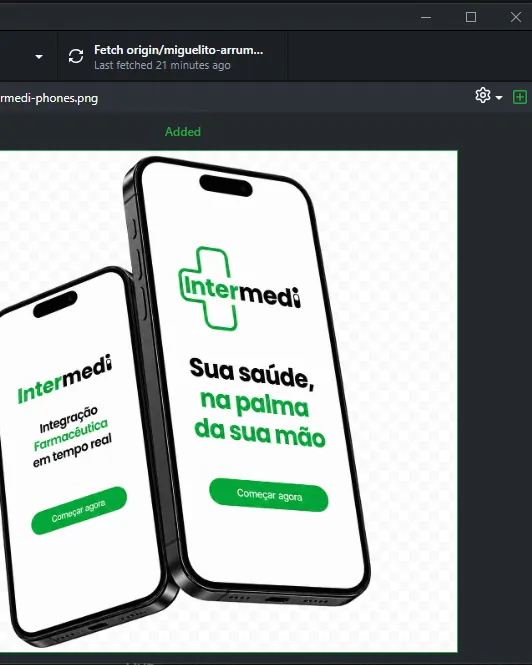 Fetch origin/miguelito-arrum...
Last fetched 21 minutes ago
rmedi-phones.png
Added
Intermedi
Sua saúde,
na palma
da sua mão
Começar agora
Intermedi
Integração
Farmacêutica
em tempo real
Começar agora